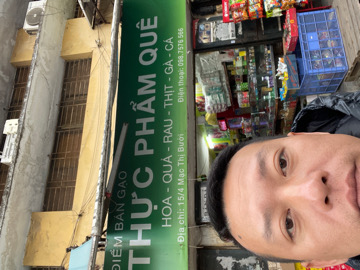 ĐIỂM BÁN GẠO
THỰC PHẨM QUÊ
HOA - QUẢ - RAU - THỊT - GÀ - CÁ
Địa chỉ: 15/4 Mạc Thị Bưởi
Điện thoại: